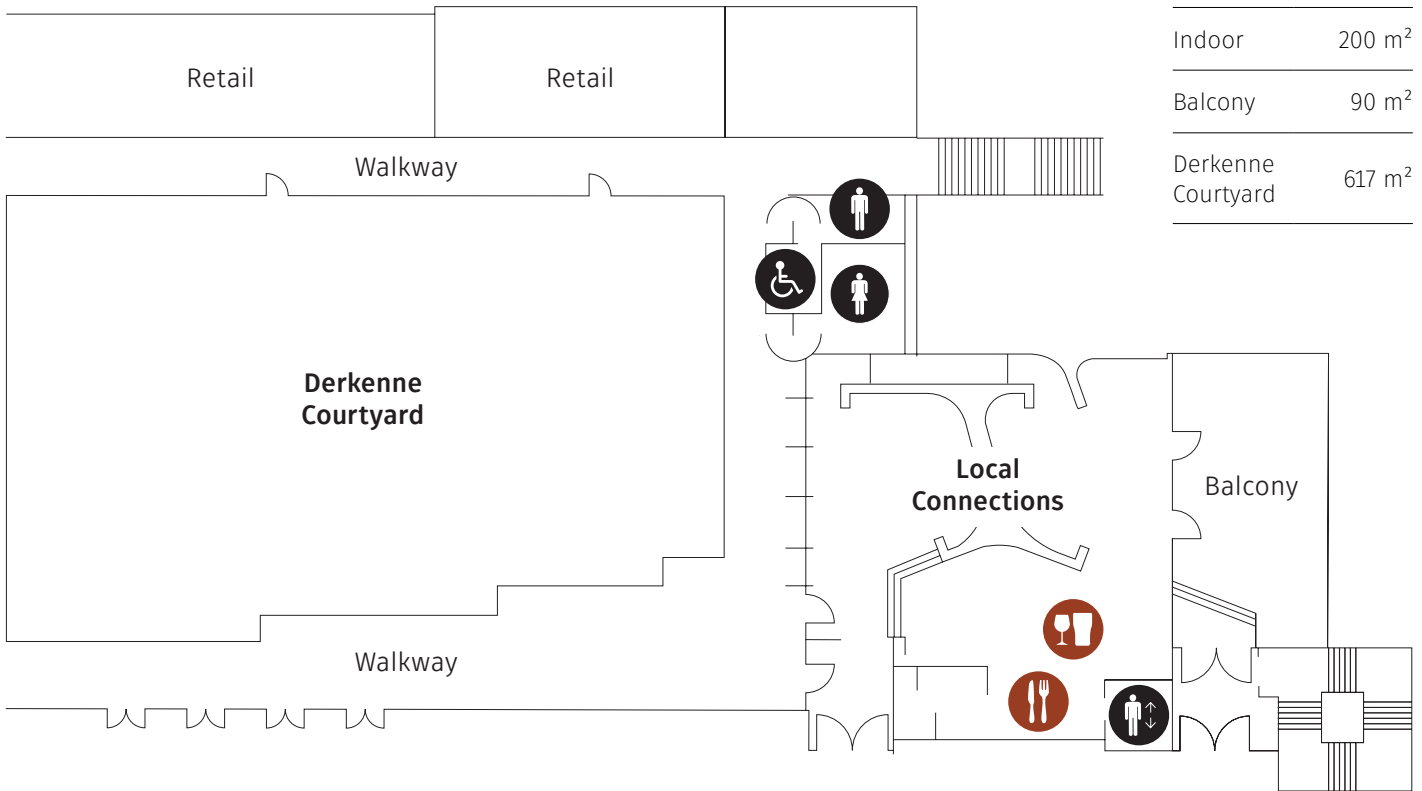 Retail
Retail
Indoor 200 m²
Balcony 90 m²
Derkenne
Courtyard 617 m²
Walkway
Derkenne
Courtyard
Local
Connections
Balcony
Walkway